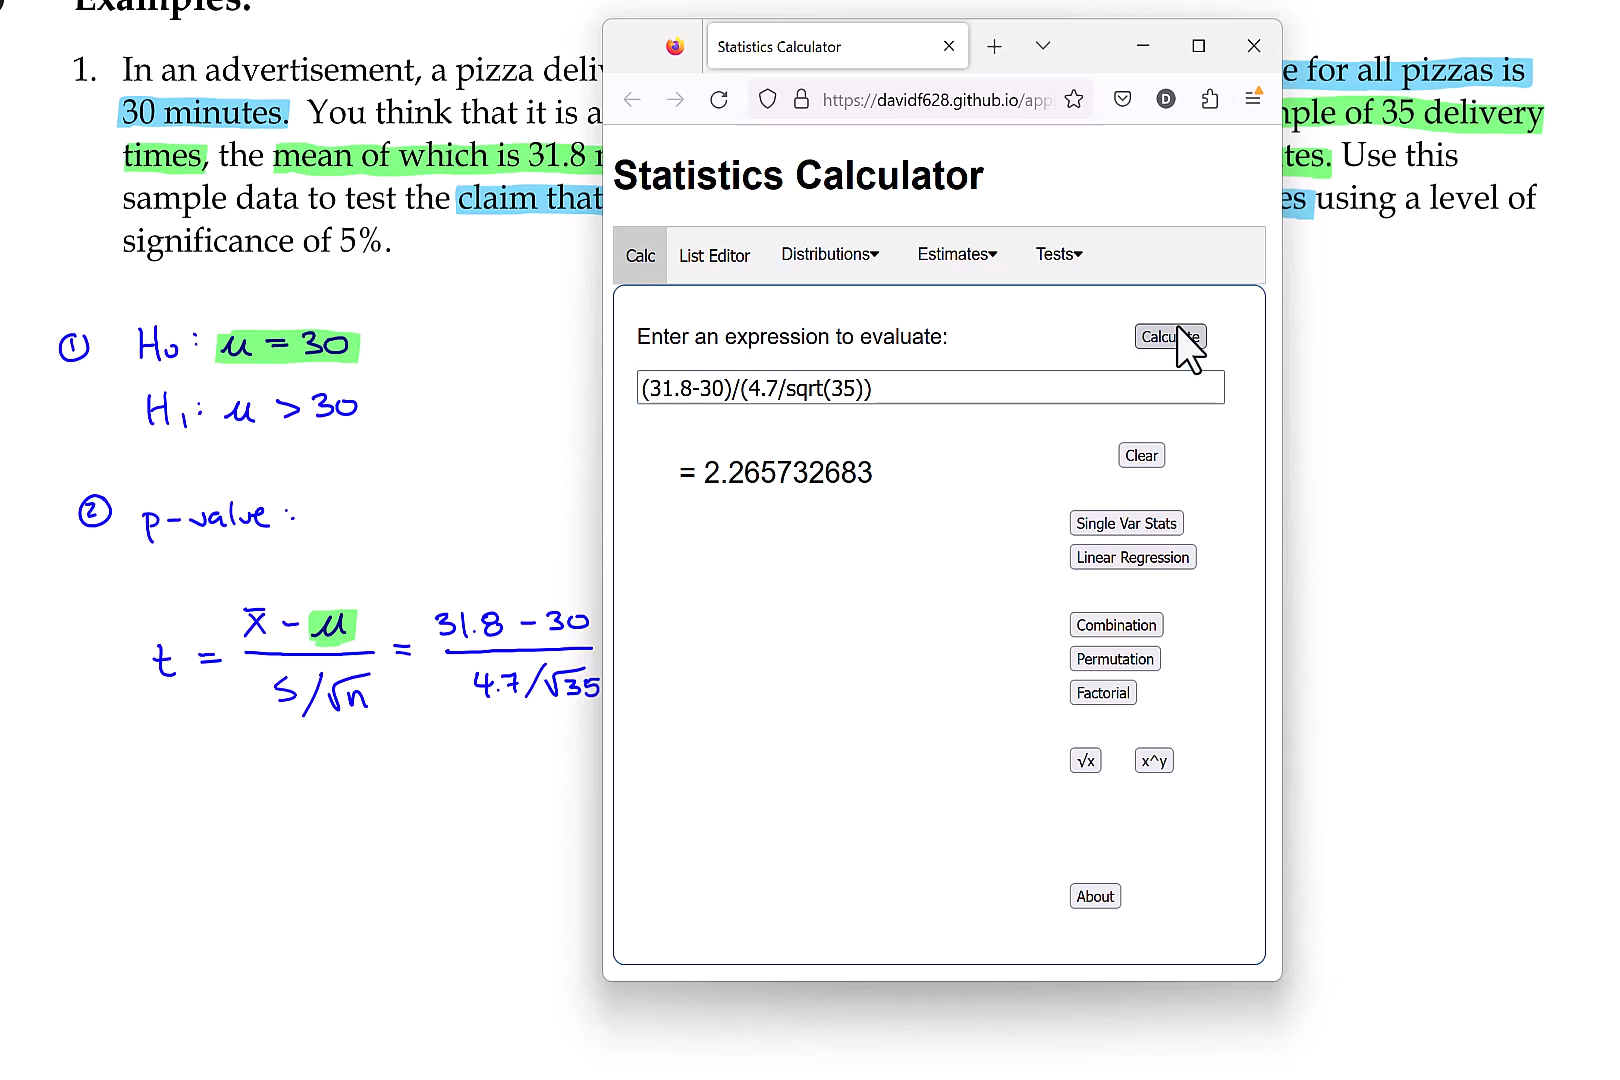 Examples:
1. In an advertisement, a pizza e for all pizzas is
30 minutes. You think that it is a ple of 35 delivery
times, the mean of which is 31.8 tes. Use this
sample data to test the claim that es using a level of
significance of 5%.
① H₀: μ = 30
H₁: μ > 30
② p-value:
t = x̄ - μ / s/√n = 31.8 - 30 / 4.7/√35
Statistics Calculator
https://davidf628.github.io/app
D
Statistics Calculator
Calc List Editor Distributions▾ Estimates▾ Tests▾
Enter an expression to evaluate:
(31.8-30)/(4.7/sqrt(35))
= 2.265732683
Clear
Single Var Stats
Linear Regression
Combination
Permutation
Factorial
√x x^y
About